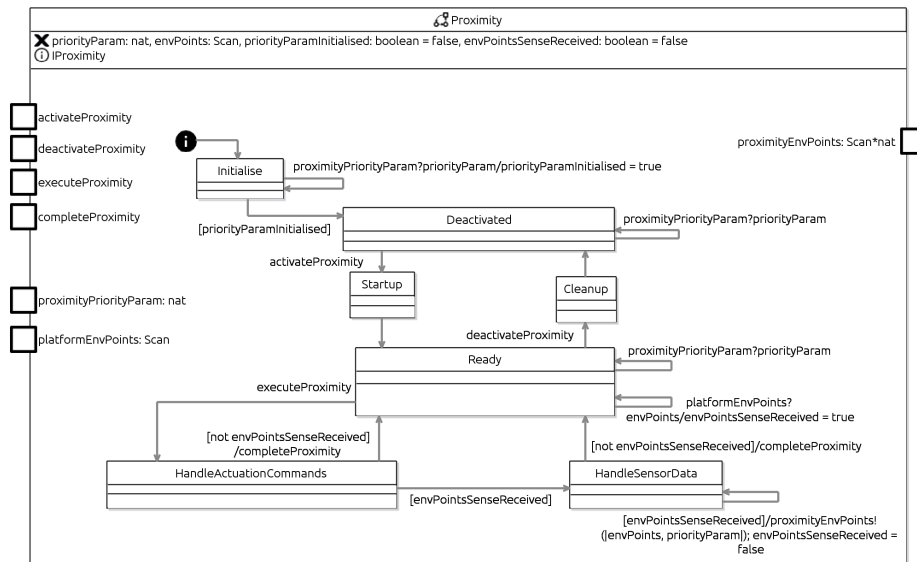 Proximity
priorityParam: nat, envPoints: Scan, priorityParamInitialised: boolean = false, envPointsSenseReceived: boolean = false
i IProximity
activateProximity
deactivateProximity
executeProximity
completeProximity
proximityPriorityParam: nat
platformEnvPoints: Scan
proximityEnvPoints: Scan*nat
i
Initialise
proximityPriorityParam?priorityParam/priorityParamInitialised = true
[priorityParamInitialised]
Deactivated
proximityPriorityParam?priorityParam
activateProximity
Startup
Cleanup
deactivateProximity
Ready
proximityPriorityParam?priorityParam
executeProximity
platformEnvPoints?
envPoints/envPointsSenseReceived = true
[not envPointsSenseReceived]
/completeProximity
[not envPointsSenseReceived]/completeProximity
HandleActuationCommands
HandleSensorData
[envPointsSenseReceived]
[envPointsSenseReceived]/proximityEnvPoints!
(|envPoints, priorityParam|); envPointsSenseReceived =
false